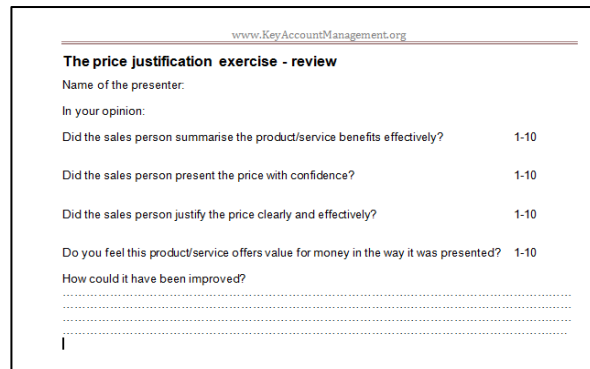 www.KeyAccountManagement.org
The price justification exercise - review
Name of the presenter:
In your opinion:
Did the sales person summarise the product/service benefits effectively? 1-10
Did the sales person present the price with confidence? 1-10
Did the sales person justify the price clearly and effectively? 1-10
Do you feel this product/service offers value for money in the way it was presented? 1-10
How could it have been improved?